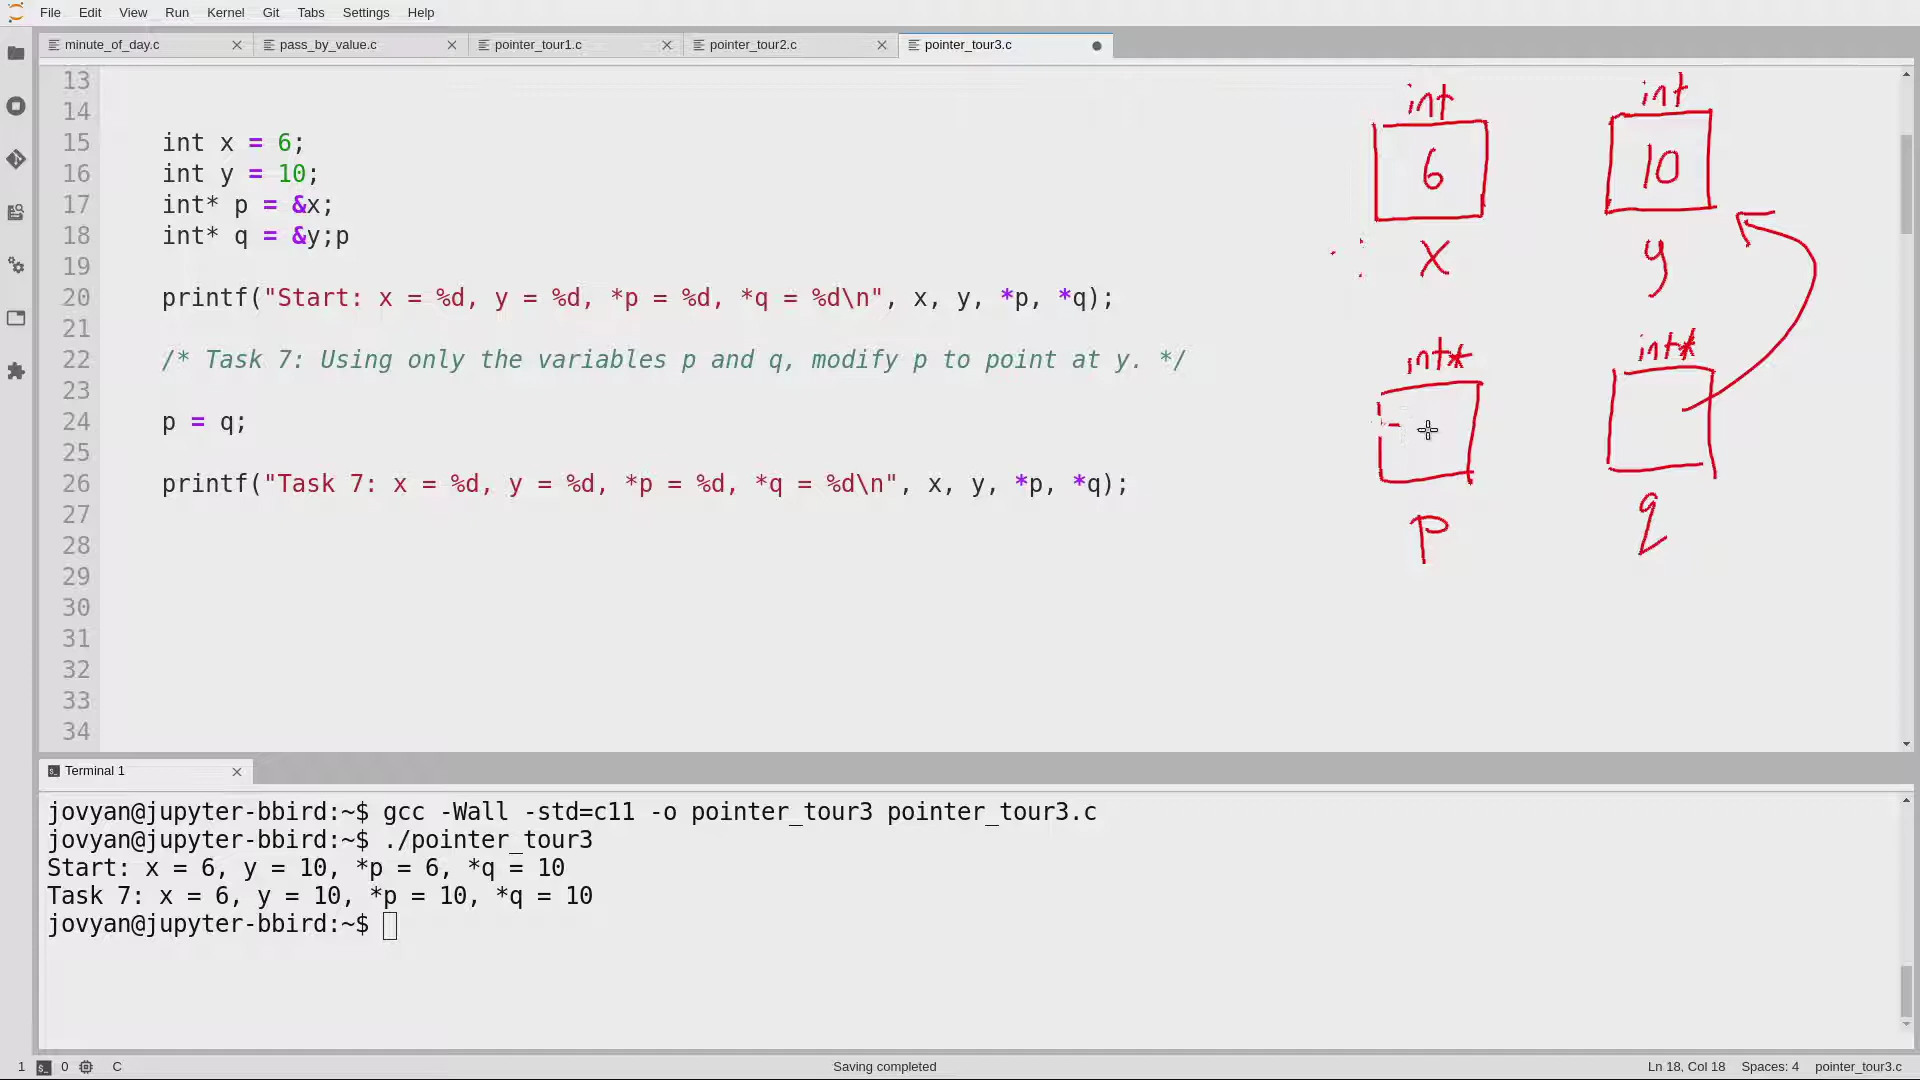 File Edit View Run Kernel Git Tabs Settings Help
minute_of_day.c pass_by_value.c pointer_tour1.c pointer_tour2.c pointer_tour3.c
13
14
15 int x = 6;
16 int y = 10;
17 int* p = &x;
18 int* q = &y;p
19
20 printf("Start: x = %d, y = %d, *p = %d, *q = %d\n", x, y, *p, *q);
21
22 /* Task 7: Using only the variables p and q, modify p to point at y. */
23
24 p = q;
25
26 printf("Task 7: x = %d, y = %d, *p = %d, *q = %d\n", x, y, *p, *q);
27
28
29
30
31
32
33
34
int int
6 10
x y
int* int*
p q
Terminal 1
jovyan@jupyter-bbird:~$ gcc -Wall -std=c11 -o pointer_tour3 pointer_tour3.c
jovyan@jupyter-bbird:~$ ./pointer_tour3
Start: x = 6, y = 10, *p = 6, *q = 10
Task 7: x = 6, y = 10, *p = 10, *q = 10
jovyan@jupyter-bbird:~$
1 0 C Saving completed Ln 18, Col 18 Spaces: 4 pointer_tour3.c